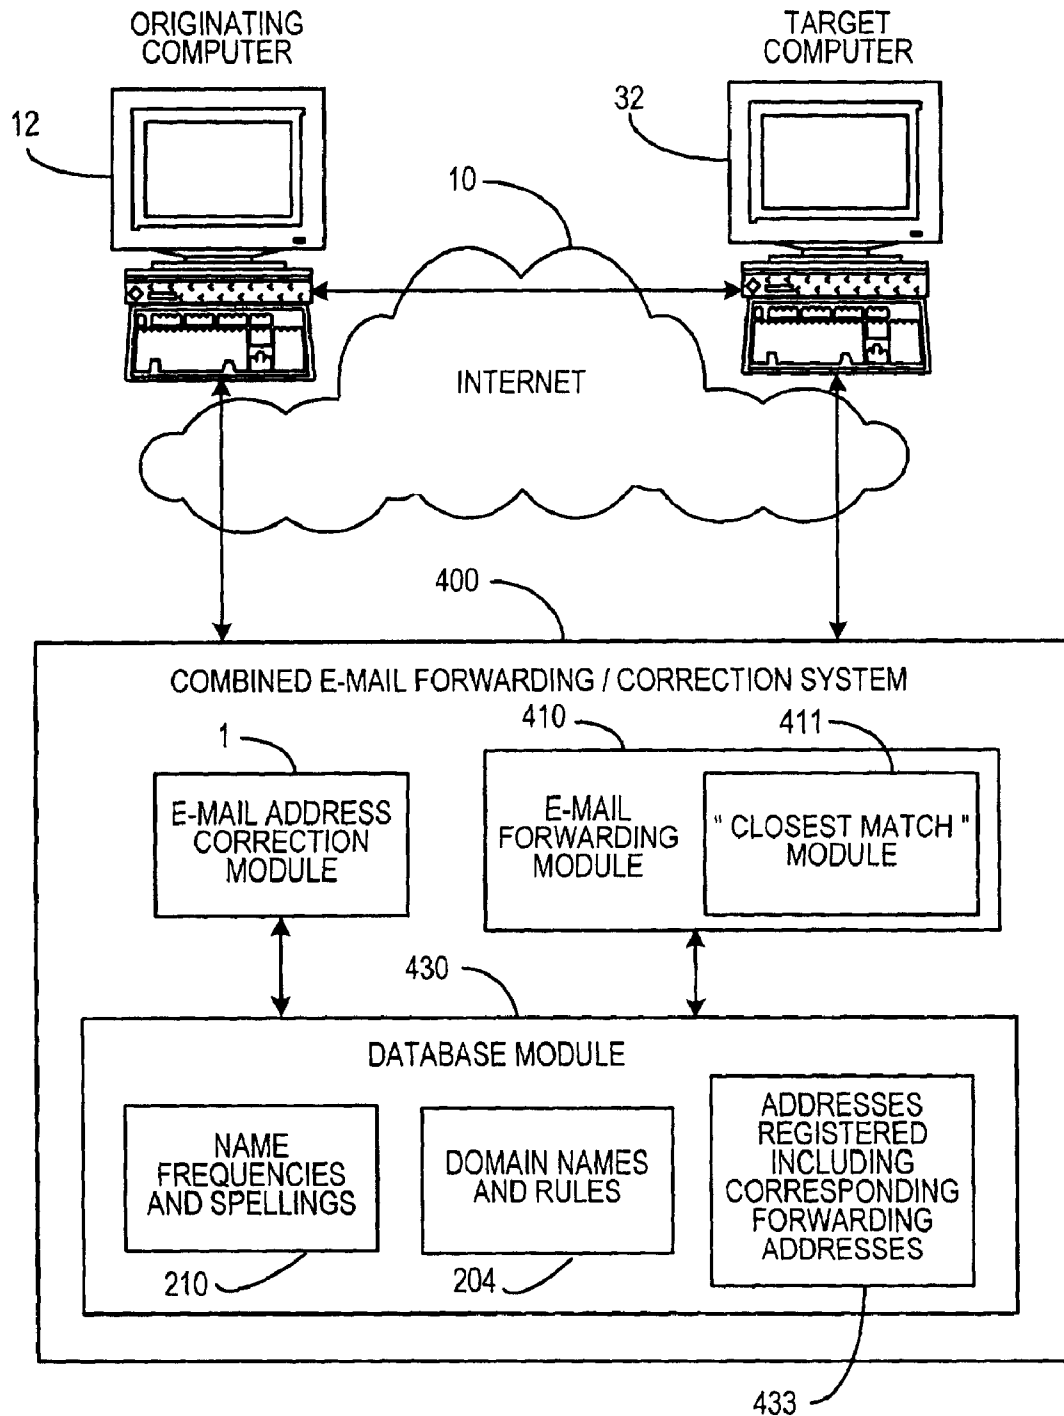 ORIGINATING
COMPUTER
TARGET
COMPUTER
12
32
10
INTERNET
400
COMBINED E-MAIL FORWARDING / CORRECTION SYSTEM
1
410
411
E-MAIL ADDRESS
CORRECTION
MODULE
E-MAIL
FORWARDING
MODULE
" CLOSEST MATCH "
MODULE
430
DATABASE MODULE
NAME
FREQUENCIES
AND SPELLINGS
DOMAIN NAMES
AND RULES
ADDRESSES
REGISTERED
INCLUDING
CORRESPONDING
FORWARDING
ADDRESSES
210
204
433